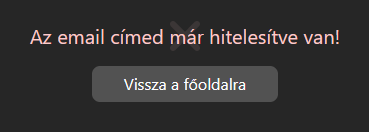 Az email címed már hitelesítve van!
Vissza a főoldalra